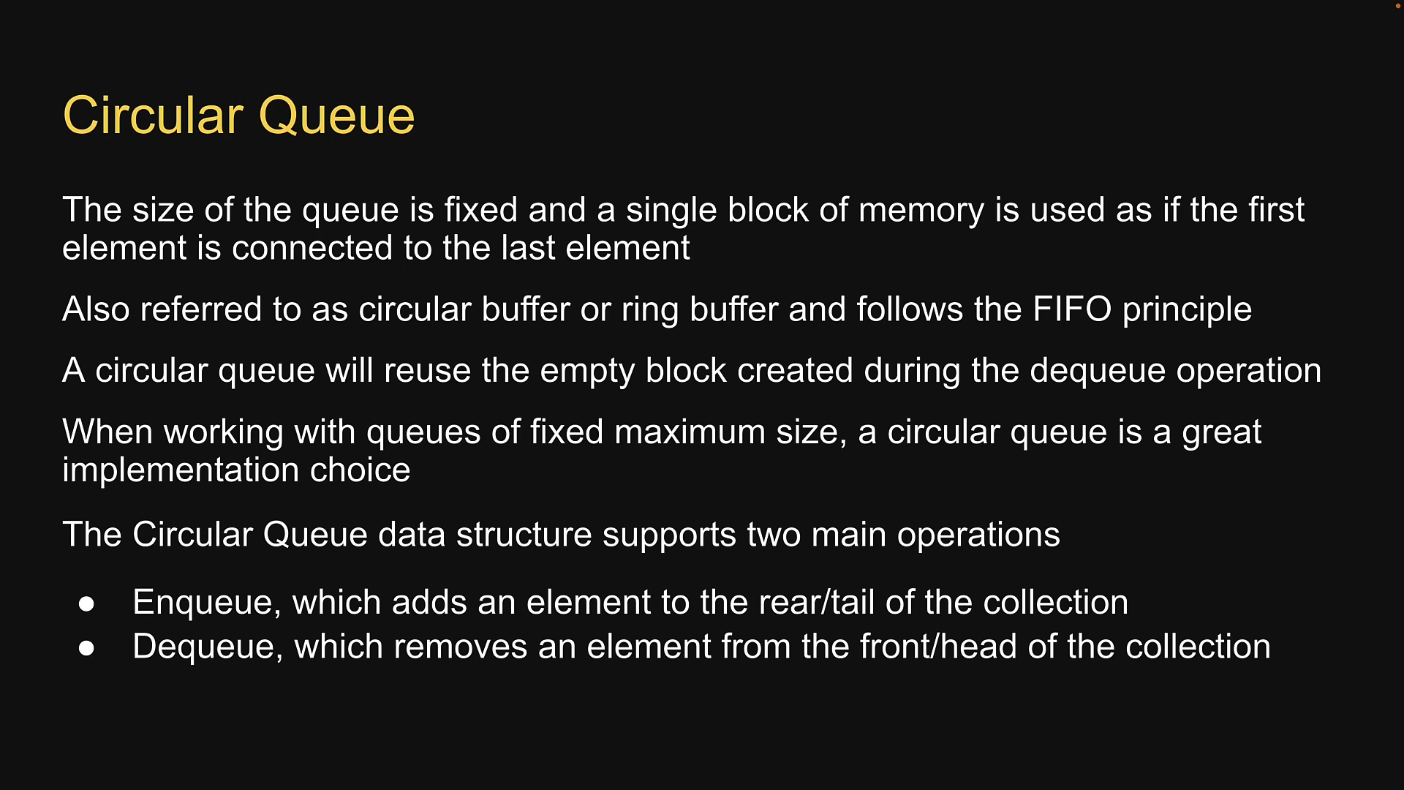 Circular Queue
The size of the queue is fixed and a single block of memory is used as if the first
element is connected to the last element
Also referred to as circular buffer or ring buffer and follows the FIFO principle
A circular queue will reuse the empty block created during the dequeue operation
When working with queues of fixed maximum size, a circular queue is a great
implementation choice
The Circular Queue data structure supports two main operations
● Enqueue, which adds an element to the rear/tail of the collection
● Dequeue, which removes an element from the front/head of the collection